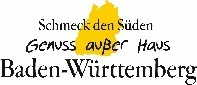 Schmeck den Süden
Genuss außer Haus
Baden-Württemberg